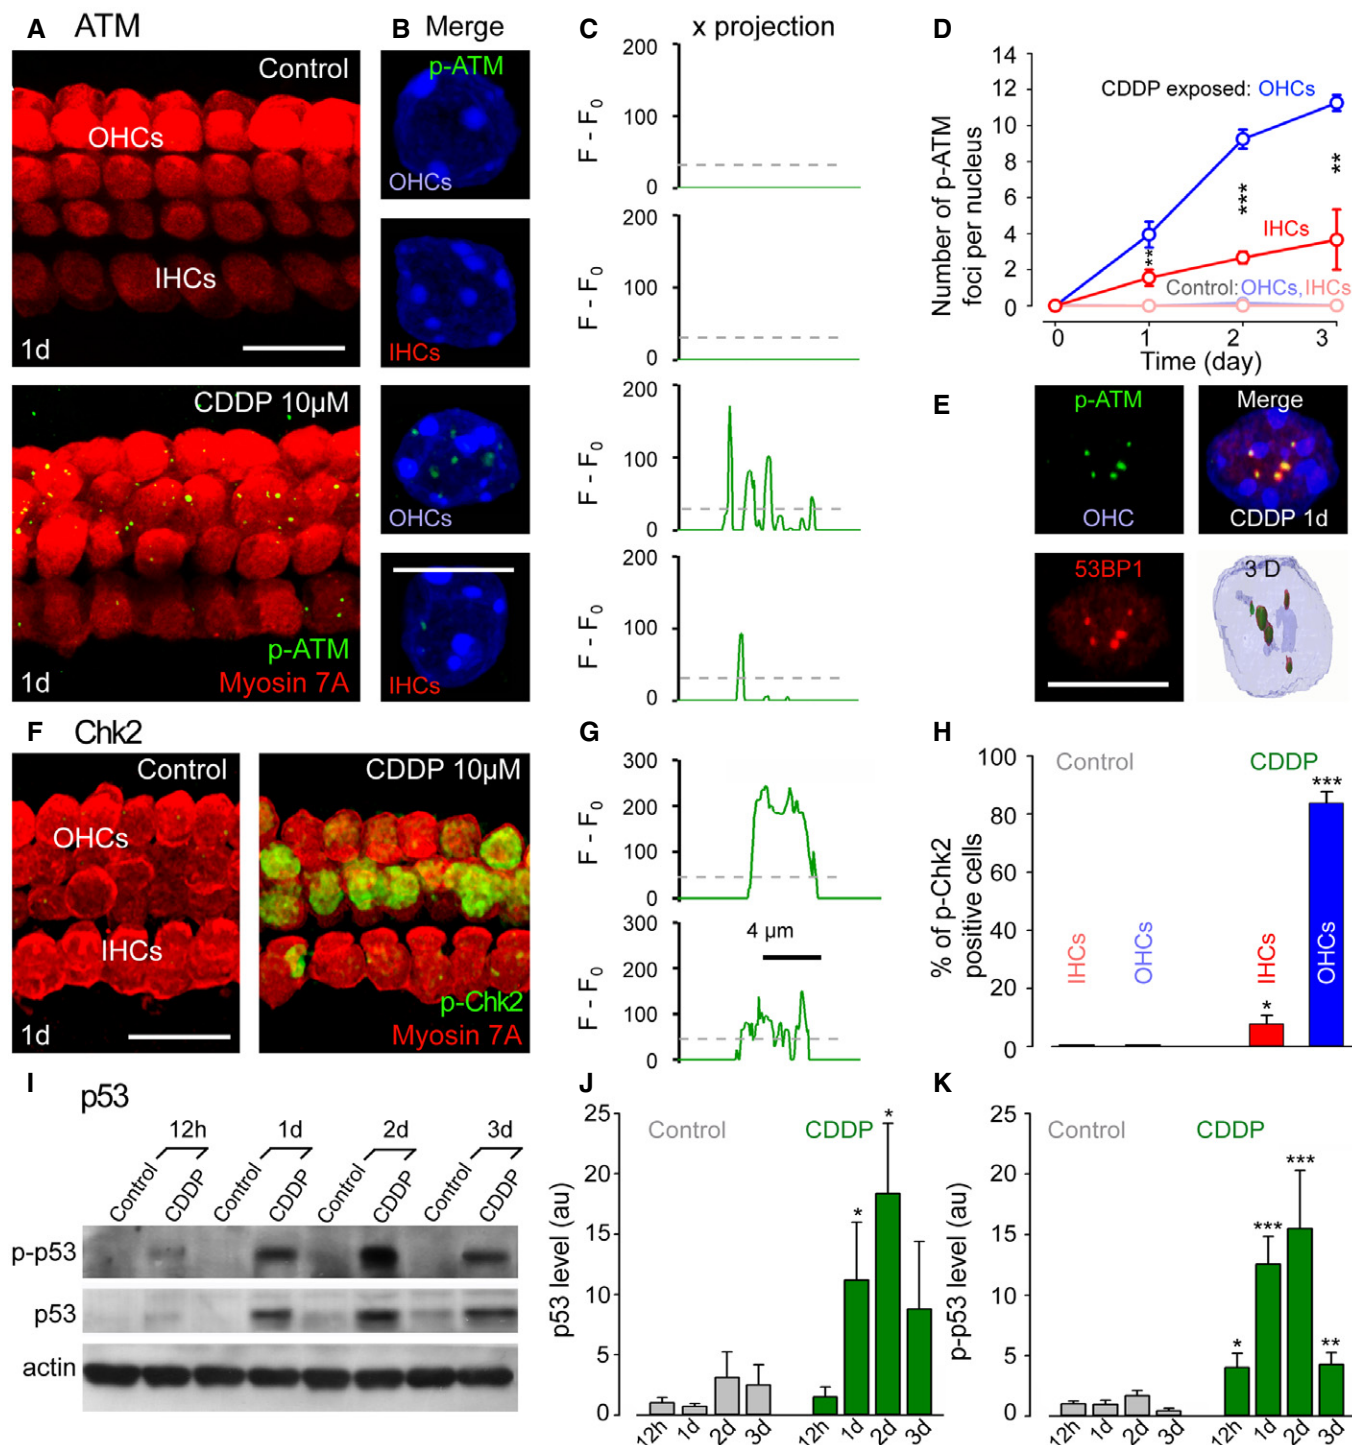 A ATM
Control
OHCs
IHCs
1d
CDDP 10µM
p-ATM
Myosin 7A
1d
B Merge
p-ATM
OHCs
IHCs
OHCs
IHCs
C x projection
200
100
0
F - F0
200
100
0
F - F0
200
100
0
F - F0
200
100
0
F - F0
D
14
12
10
8
6
4
2
0
Number of p-ATM
foci per nucleus
CDDP exposed: OHCs
**
***
**
IHCs
Control:OHCs,IHCs
0 1 2 3
Time (day)
E
p-ATM
OHC
Merge
CDDP 1d
53BP1
3 D
F Chk2
Control
OHCs
IHCs
1d
CDDP 10µM
p-Chk2
Myosin 7A
G
300
200
100
0
F - F0
300
200
100
0
F - F0
4 µm
H
100
80
60
40
20
0
% of p-Chk2
positive cells
Control CDDP
IHCs OHCs IHCs OHCs
* ***
I p53
12h 1d 2d 3d
Control CDDP Control CDDP Control CDDP Control CDDP
p-p53
p53
actin
J
25
20
15
10
5
0
p53 level (au)
Control CDDP
* *
12h 1d 2d 3d 12h 1d 2d 3d
K
25
20
15
10
5
0
p-p53 level (au)
Control CDDP
* *** *** **
12h 1d 2d 3d 12h 1d 2d 3d